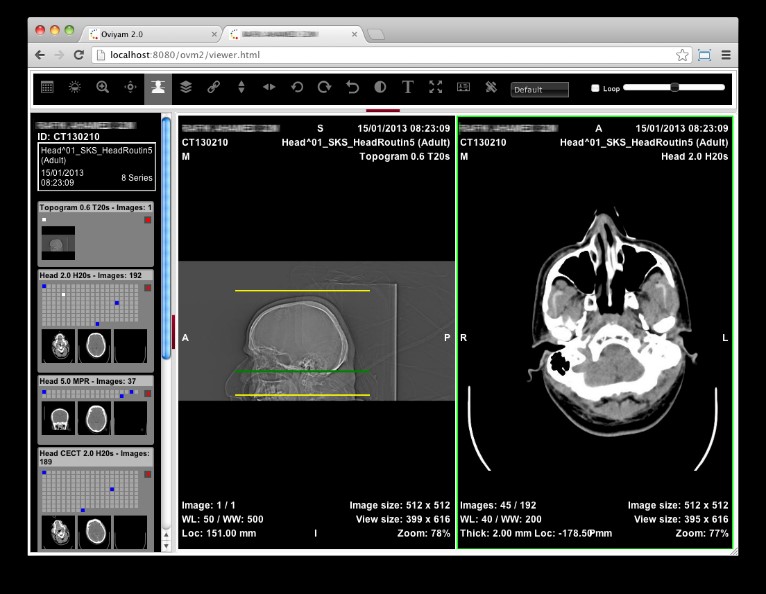 Oviyam 2.0
localhost:8080/ovm2/viewer.html
T
Default
Loop
ID: CT130210
Head^01_SKS_HeadRoutin5
(Adult)
15/01/2013
08:23:09
8 Series
Topogram 0.6 T20s - Images: 1
Head 2.0 H20s - Images: 192
Head 5.0 MPR - Images: 37
Head CECT 2.0 H20s - Images:
189
S
15/01/2013 08:23:09
CT130210
Head^01_SKS_HeadRoutin5 (Adult)
M
Topogram 0.6 T20s
A
P
Image: 1 / 1
Image size: 512 x 512
WL: 50 / WW: 500
View size: 399 x 616
Loc: 151.00 mm
I
Zoom: 78%
A
15/01/2013 08:23:09
CT130210
Head^01_SKS_HeadRoutin5 (Adult)
M
Head 2.0 H20s
R
L
Images: 45 / 192
Image size: 512 x 512
WL: 40 / WW: 200
View size: 395 x 616
Thick: 2.00 mm Loc: -178.50 mm
P
Zoom: 77%